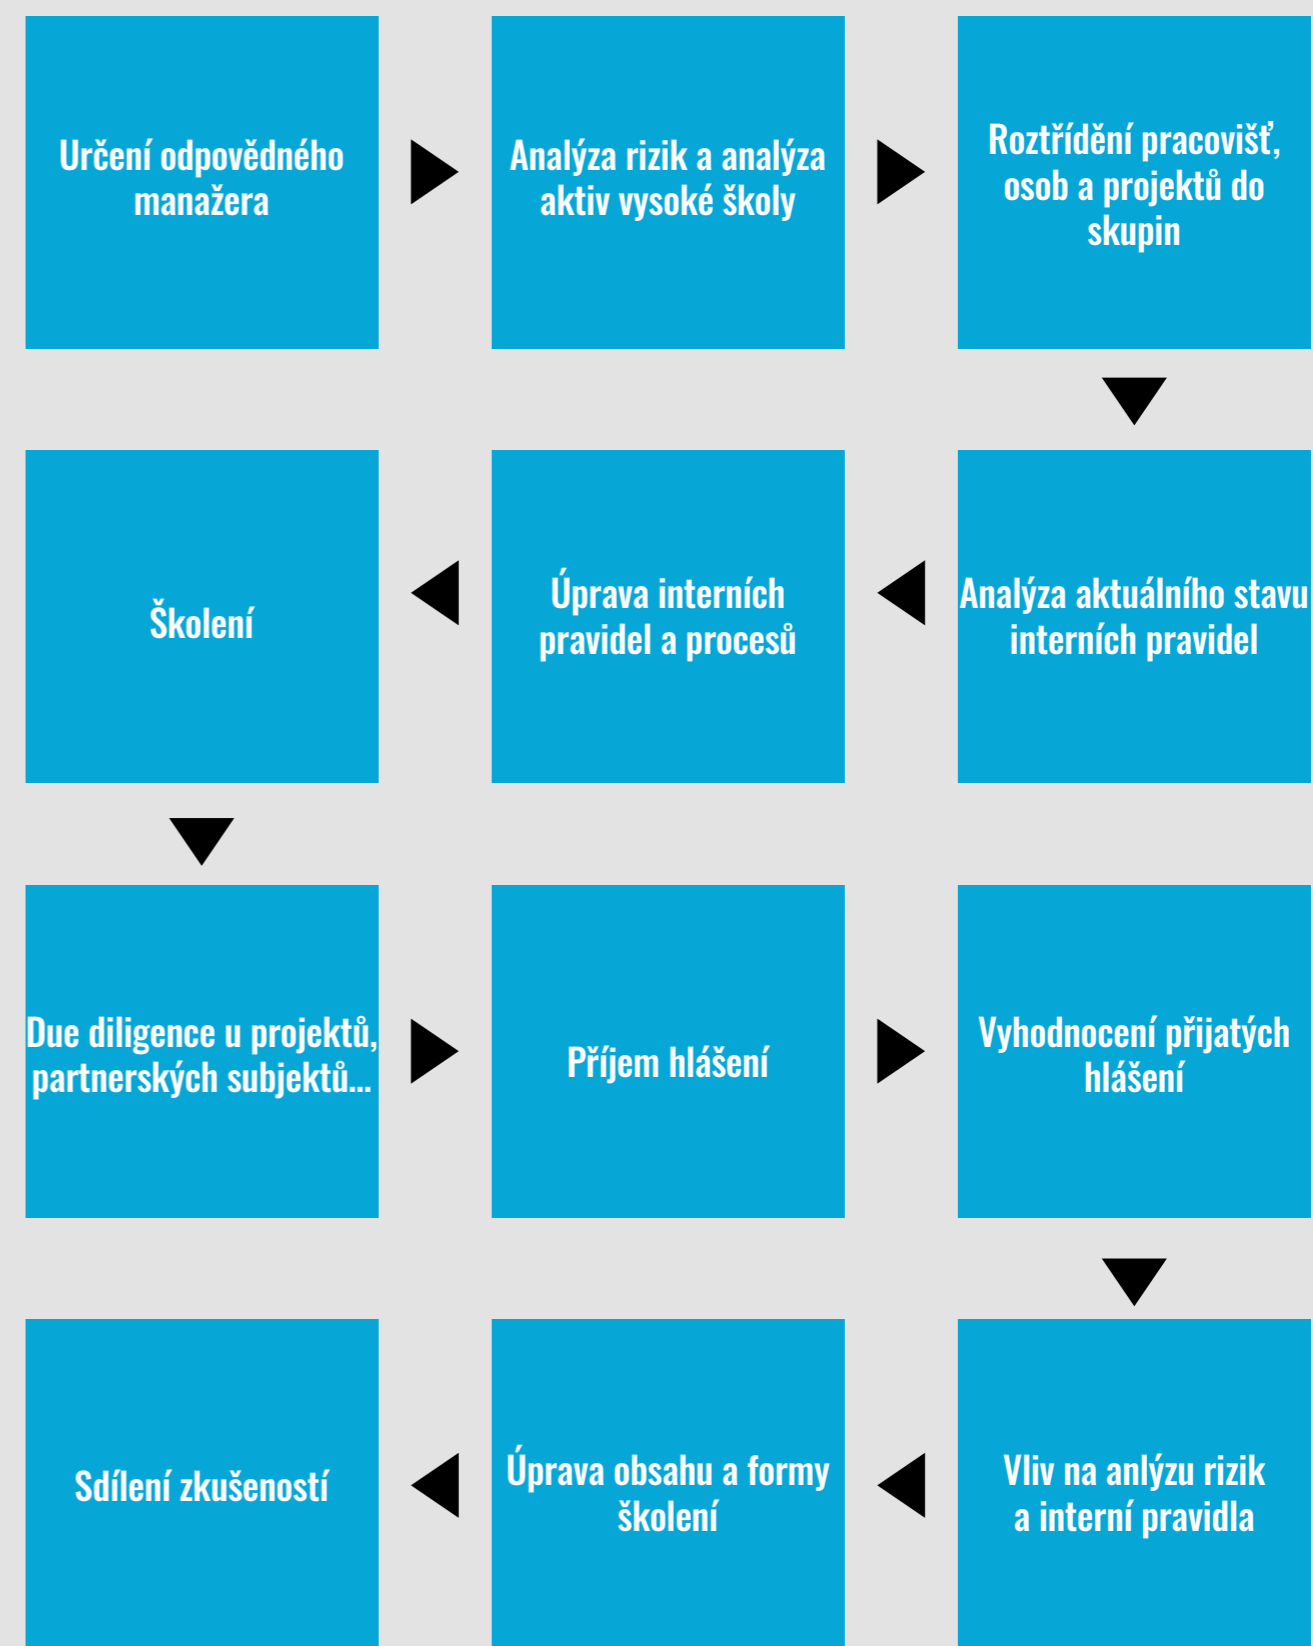 Určení odpovědného
manažera
Analýza rizik a analýza
aktiv vysoké školy
Roztřídění pracovišť,
osob a projektů do
skupin
Analýza aktuálního stavu
interních pravidel
Úprava interních
pravidel a procesů
Školení
Due diligence u projektů,
partnerských subjektů...
Příjem hlášení
Vyhodnocení přijatých
hlášení
Vliv na anlýzu rizik
a interní pravidla
Úprava obsahu a formy
školení
Sdílení zkušeností